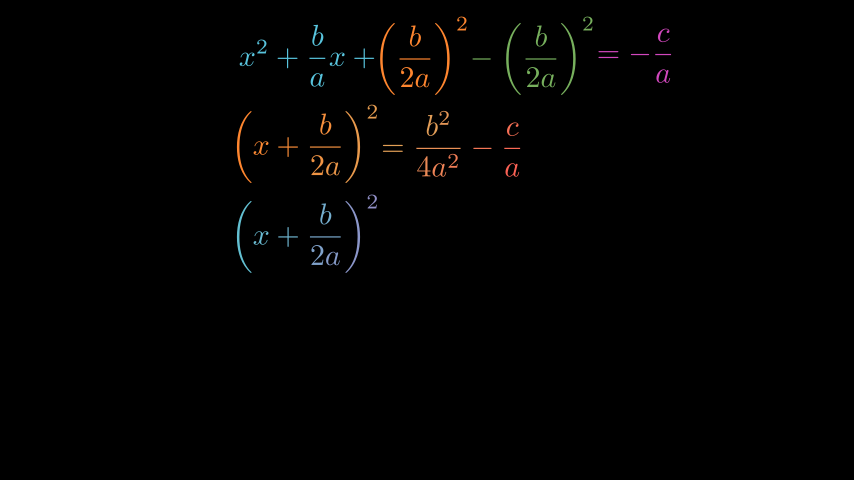 x² + b/a x + (b/2a)² − (b/2a)² = −c/a
(x + b/2a)² = b²/4a² − c/a
(x + b/2a)²